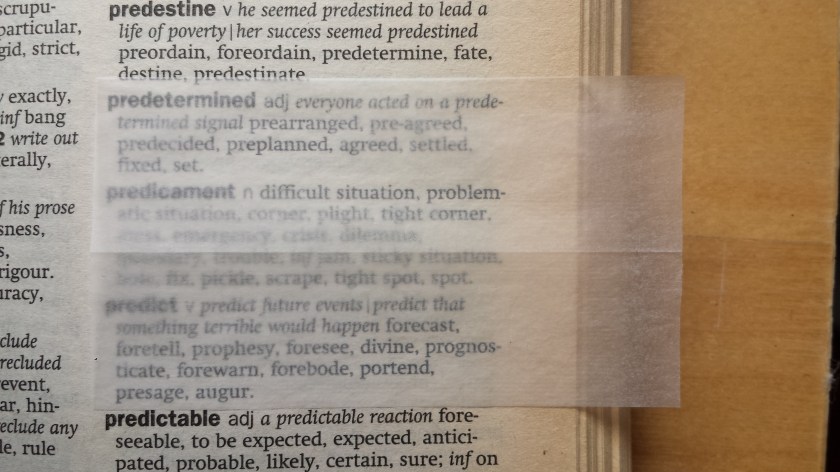 scrupu-
particular,
gid, strict,
exactly,
inf bang
2 write out
erally,
f his prose
sness,
s,
rigour.
uracy,
clude
recluded
event,
ar, hin-
eclude any
le, rule
predestine v he seemed predestined to lead a
life of poverty|her success seemed predestined
preordain, foreordain, predetermine, fate,
destine, predestinate
predetermined adj everyone acted on a prede-
termined signal prearranged, pre-agreed,
predecided, preplanned, agreed, settled,
fixed, set.
predicament n difficult situation, problem-
atic situation, corner, plight, tight corner,
mess, emergency, crisis, dilemma,
quandary, trouble, inf jam, sticky situation,
hole, fix, pickle, scrape, tight spot, spot.
predict v predict future events|predict that
something terrible would happen forecast,
foretell, prophesy, foresee, divine, prognos-
ticate, forewarn, forebode, portend,
presage, augur.
predictable adj a predictable reaction fore-
seeable, to be expected, expected, antici-
pated, probable, likely, certain, sure; inf on